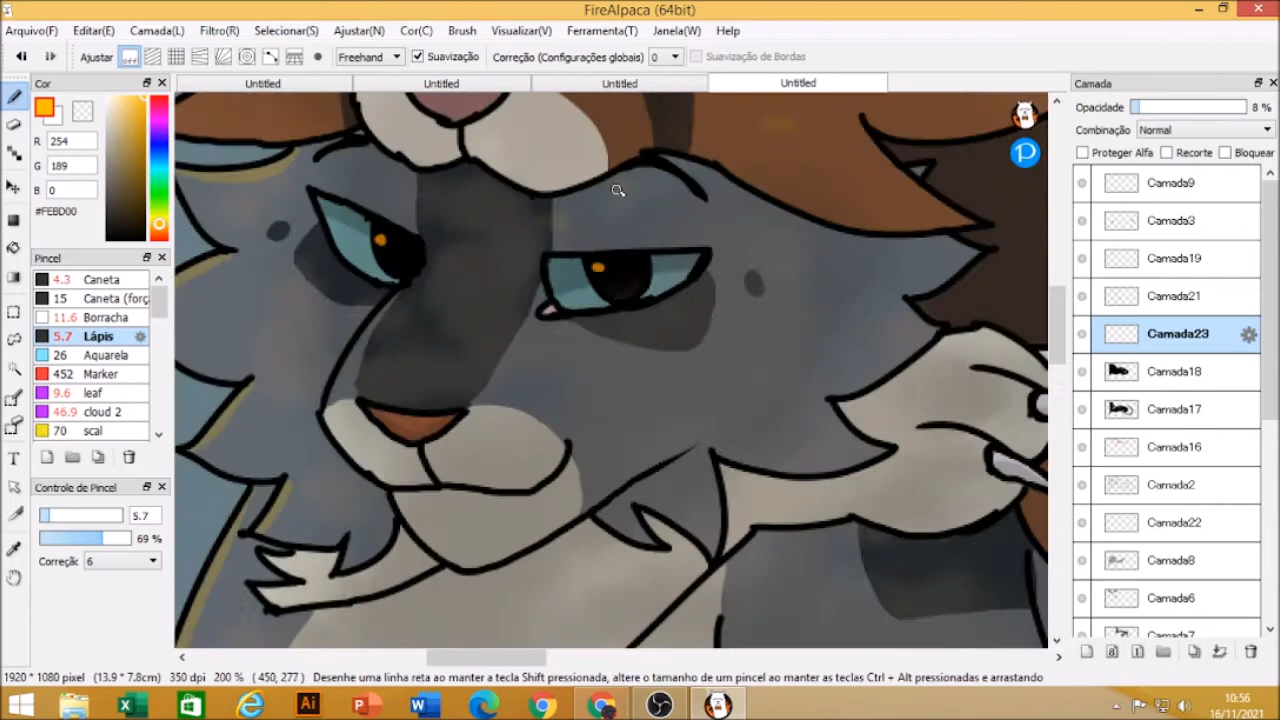 FireAlpaca (64bit)
Arquivo(F) Editar(E) Camada(L) Filtro(R) Selecionar(S) Ajustar(N) Cor(C) Brush Visualizar(V) Ferramenta(T) Janela(W) Help
Ajustar off Freehand Suavização Correção (Configurações globais) 0 Suavização de Bordas
Cor
Untitled Untitled Untitled Untitled
Camada
Opacidade 8 %
Combinação Normal
Proteger Alfa Recorte Bloquear
R 254
G 189
B 0
#FEBD00
Pincel
4.3 Caneta
15 Caneta (forç
11.6 Borracha
5.7 Lápis
26 Aquarela
452 Marker
9.6 leaf
46.9 cloud 2
70 scal
Controle de Pincel
5.7
69 %
Correção 6
Camada9
Camada3
Camada19
Camada21
Camada23
Camada18
Camada17
Camada16
Camada2
Camada22
Camada8
Camada6
Camada7
1920 * 1080 pixel (13.9 * 7.8cm) 350 dpi 200 % ( 450, 277 ) Desenhe uma linha reta ao manter a tecla Shift pressionada, altere o tamanho de um pincel ao manter as teclas Ctrl + Alt pressionadas e arrastando
10:56
16/11/2021